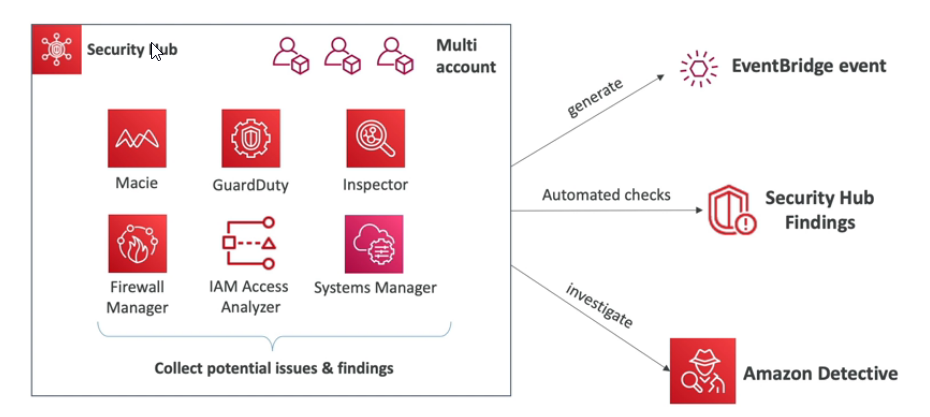 Security Hub
Multi
account
Macie
GuardDuty
Inspector
Firewall
Manager
IAM Access
Analyzer
Systems Manager
Collect potential issues & findings
generate
EventBridge event
Automated checks
Security Hub
Findings
investigate
Amazon Detective